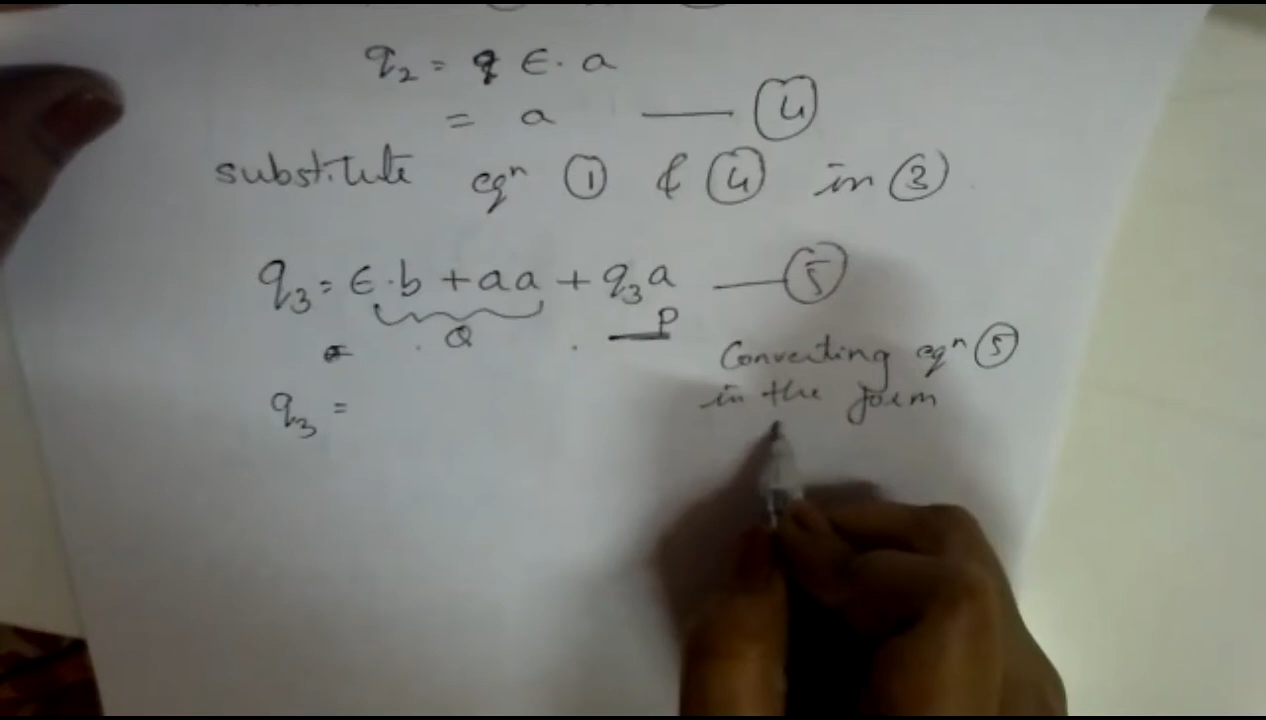 q₂ = q ∈ · a
= a —— ④
substitute eqⁿ ① & ④ in ③
q₃ = ∈ · b + aa + q₃a —— ⑤
Q P
Converting eqⁿ ⑤
in the form
q₃ =